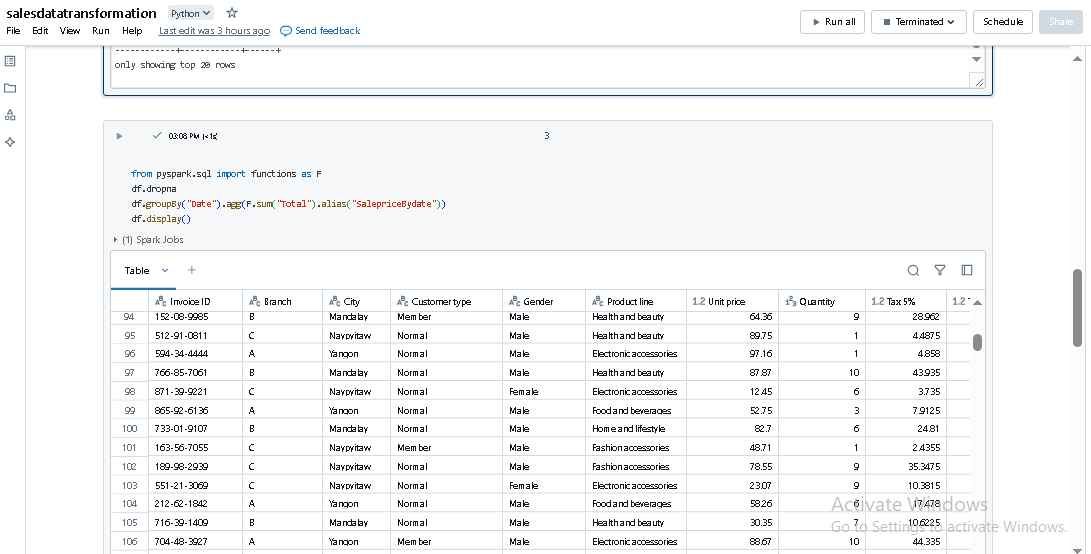 salesdatatransformation Python
File Edit View Run Help Last edit was 3 hours ago Send feedback
Run all Terminated Schedule Share
------------+------------+------+
only showing top 20 rows
03:08 PM (<1s) 3
from pyspark.sql import functions as F
df.dropna
df.groupBy("Date").agg(F.sum("Total").alias("SalepriceBydate"))
df.display()
(1) Spark Jobs
Table +
Invoice ID Branch City Customer type Gender Product line 1.2 Unit price 1²3 Quantity 1.2 Tax 5% 1.2
94 152-08-9985 B Mandalay Member Male Health and beauty 64.36 9 28.962
95 512-91-0811 C Naypyitaw Normal Male Health and beauty 89.75 1 4.4875
96 594-34-4444 A Yangon Normal Male Electronic accessories 97.16 1 4.858
97 766-85-7061 B Mandalay Normal Male Health and beauty 87.87 10 43.935
98 871-39-9221 C Naypyitaw Normal Female Electronic accessories 12.45 6 3.735
99 865-92-6136 A Yangon Normal Male Food and beverages 52.75 3 7.9125
100 733-01-9107 B Mandalay Normal Male Home and lifestyle 82.7 6 24.81
101 163-56-7055 C Naypyitaw Member Male Fashion accessories 48.71 1 2.4355
102 189-98-2939 C Naypyitaw Normal Male Fashion accessories 78.55 9 35.3475
103 551-21-3069 C Naypyitaw Normal Female Electronic accessories 23.07 9 10.3815
104 212-62-1842 A Yangon Normal Male Food and beverages 58.26 6 17.478
105 716-39-1409 B Mandalay Normal Male Health and beauty 30.35 7 10.6225
106 704-48-3927 A Yangon Member Male Electronic accessories 88.67 10 44.335
Activate Windows
Go to Settings to activate Windows.